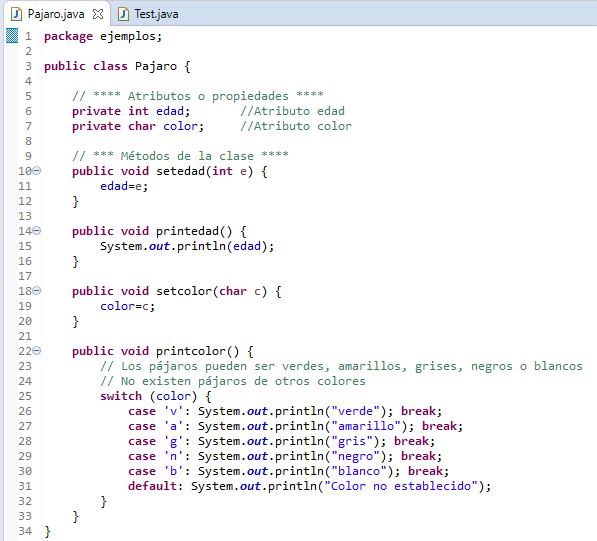 Pajaro.java Test.java
1 package ejemplos;
2
3 public class Pajaro {
4
5 // **** Atributos o propiedades ****
6 private int edad; //Atributo edad
7 private char color; //Atributo color
8
9 // *** Métodos de la clase ****
10 public void setedad(int e) {
11 edad=e;
12 }
13
14 public void printedad() {
15 System.out.println(edad);
16 }
17
18 public void setcolor(char c) {
19 color=c;
20 }
21
22 public void printcolor() {
23 // Los pájaros pueden ser verdes, amarillos, grises, negros o blancos
24 // No existen pájaros de otros colores
25 switch (color) {
26 case 'v': System.out.println("verde"); break;
27 case 'a': System.out.println("amarillo"); break;
28 case 'g': System.out.println("gris"); break;
29 case 'n': System.out.println("negro"); break;
30 case 'b': System.out.println("blanco"); break;
31 default: System.out.println("Color no establecido");
32 }
33 }
34 }